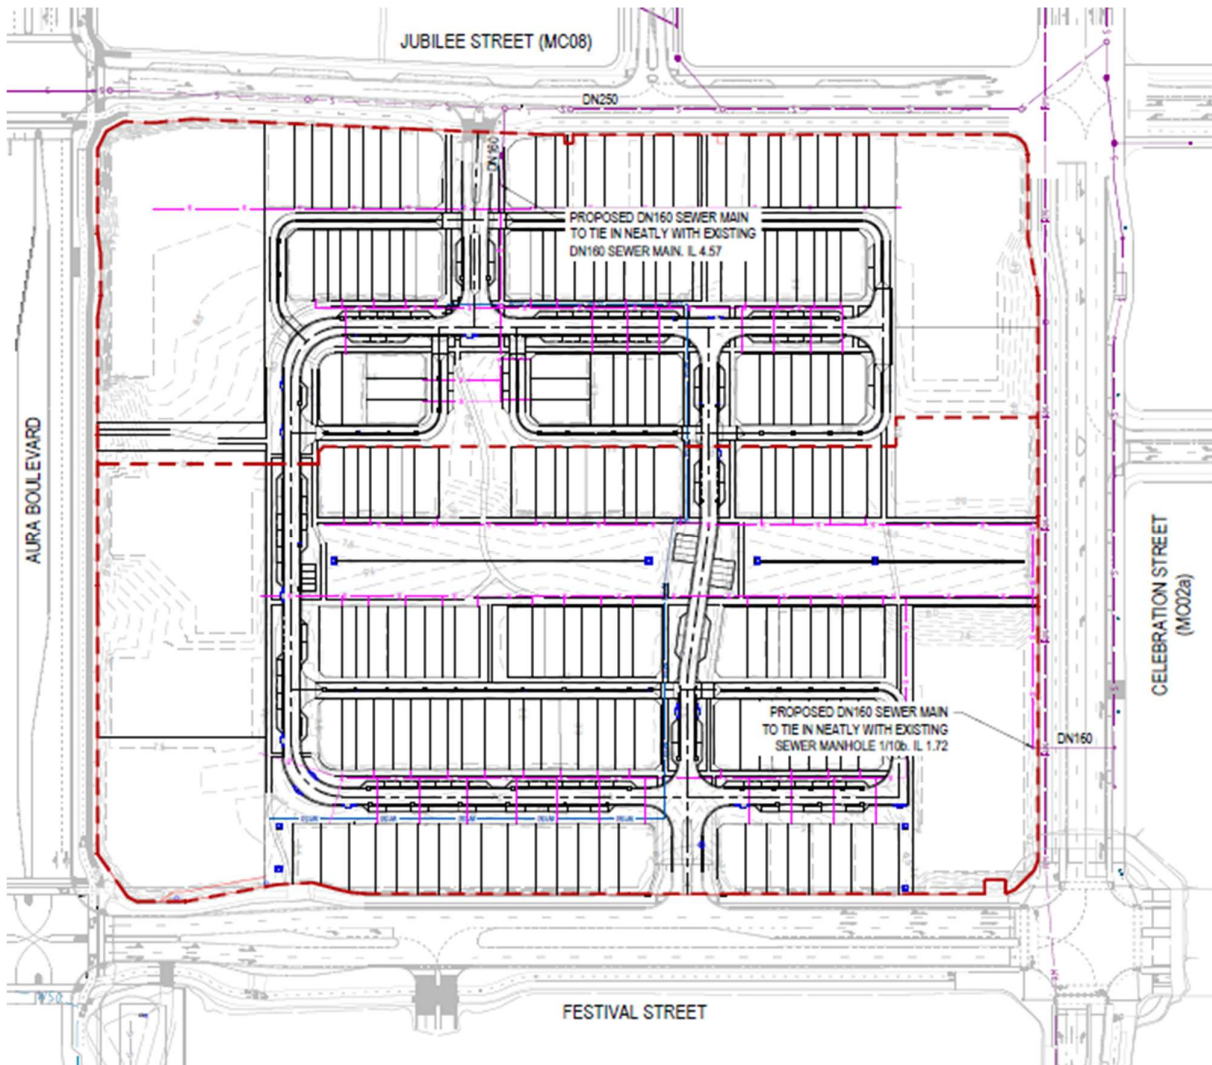 JUBILEE STREET (MC08)
DN250
DN160
PROPOSED DN160 SEWER MAIN
TO TIE IN NEATLY WITH EXISTING
DN160 SEWER MAIN. IL 4.57
AURA BOULEVARD
CELEBRATION STREET
(MC02a)
PROPOSED DN160 SEWER MAIN
TO TIE IN NEATLY WITH EXISTING
SEWER MANHOLE 1/10b. IL 1.72
DN160
FESTIVAL STREET